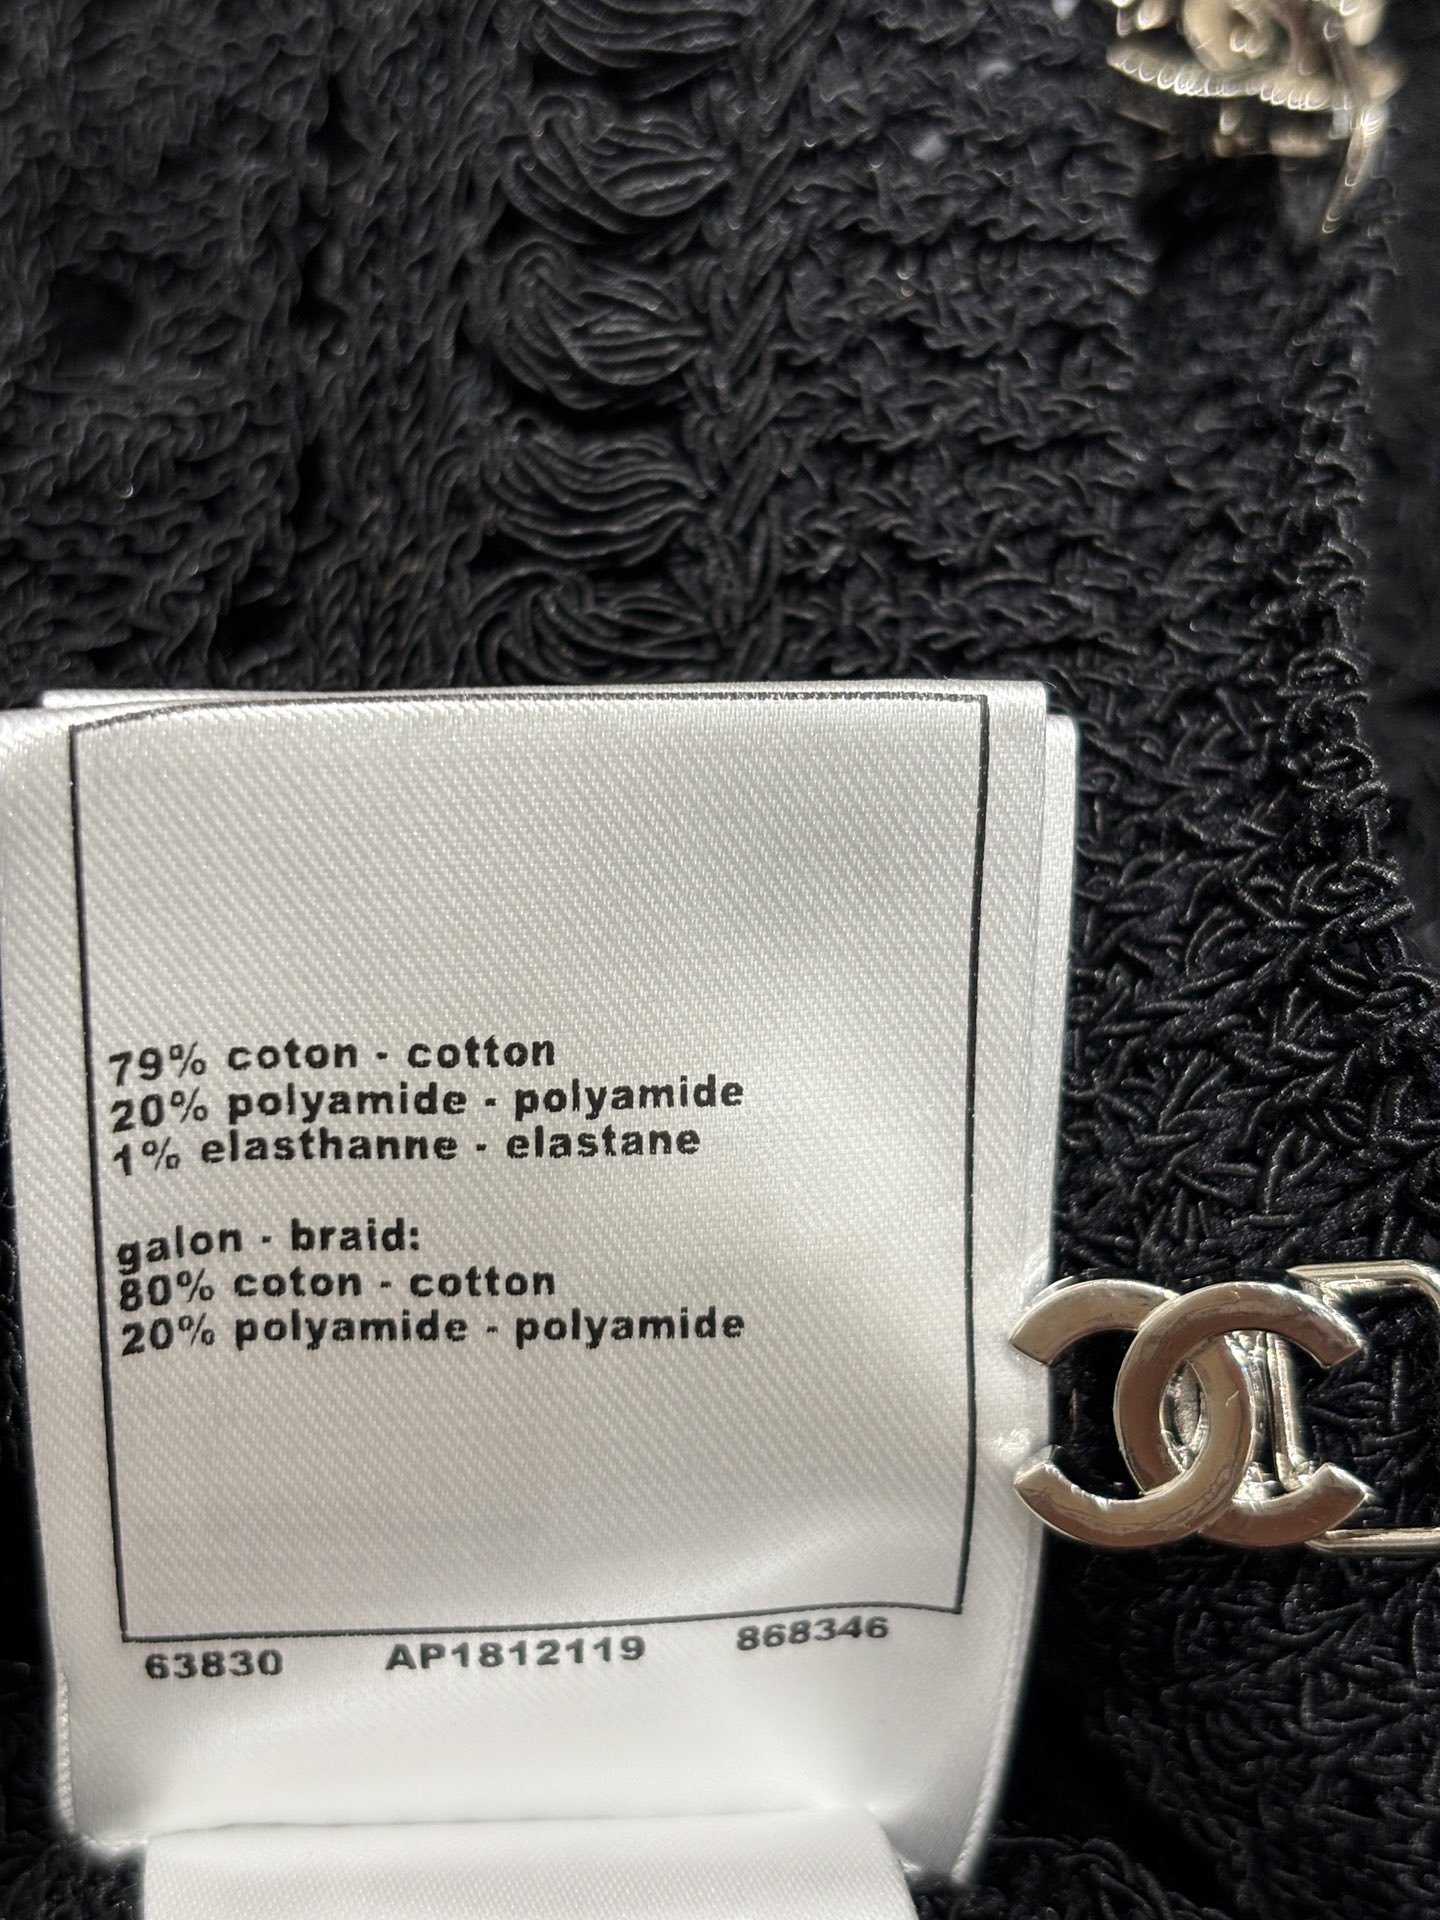 79% coton - cotton
20% polyamide - polyamide
1% elasthanne - elastane
galon - braid:
80% coton - cotton
20% polyamide - polyamide
63830 AP1812119 868346